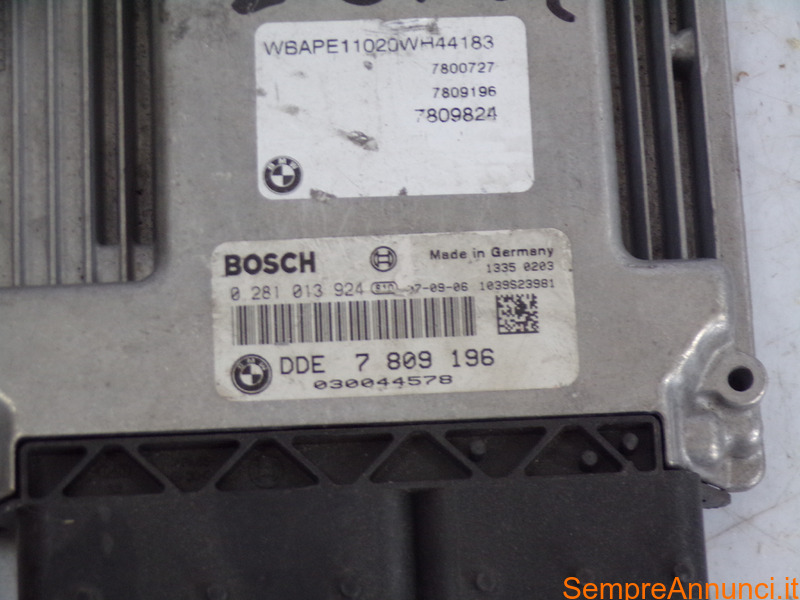 WBAPE11020WH44183
7800727
7809196
7809824
BOSCH
Made in Germany
1335 0203
0 281 013 924 7-09-06 1039S23981
DDE 7 809 196
030044578
SempreAnnunci.it